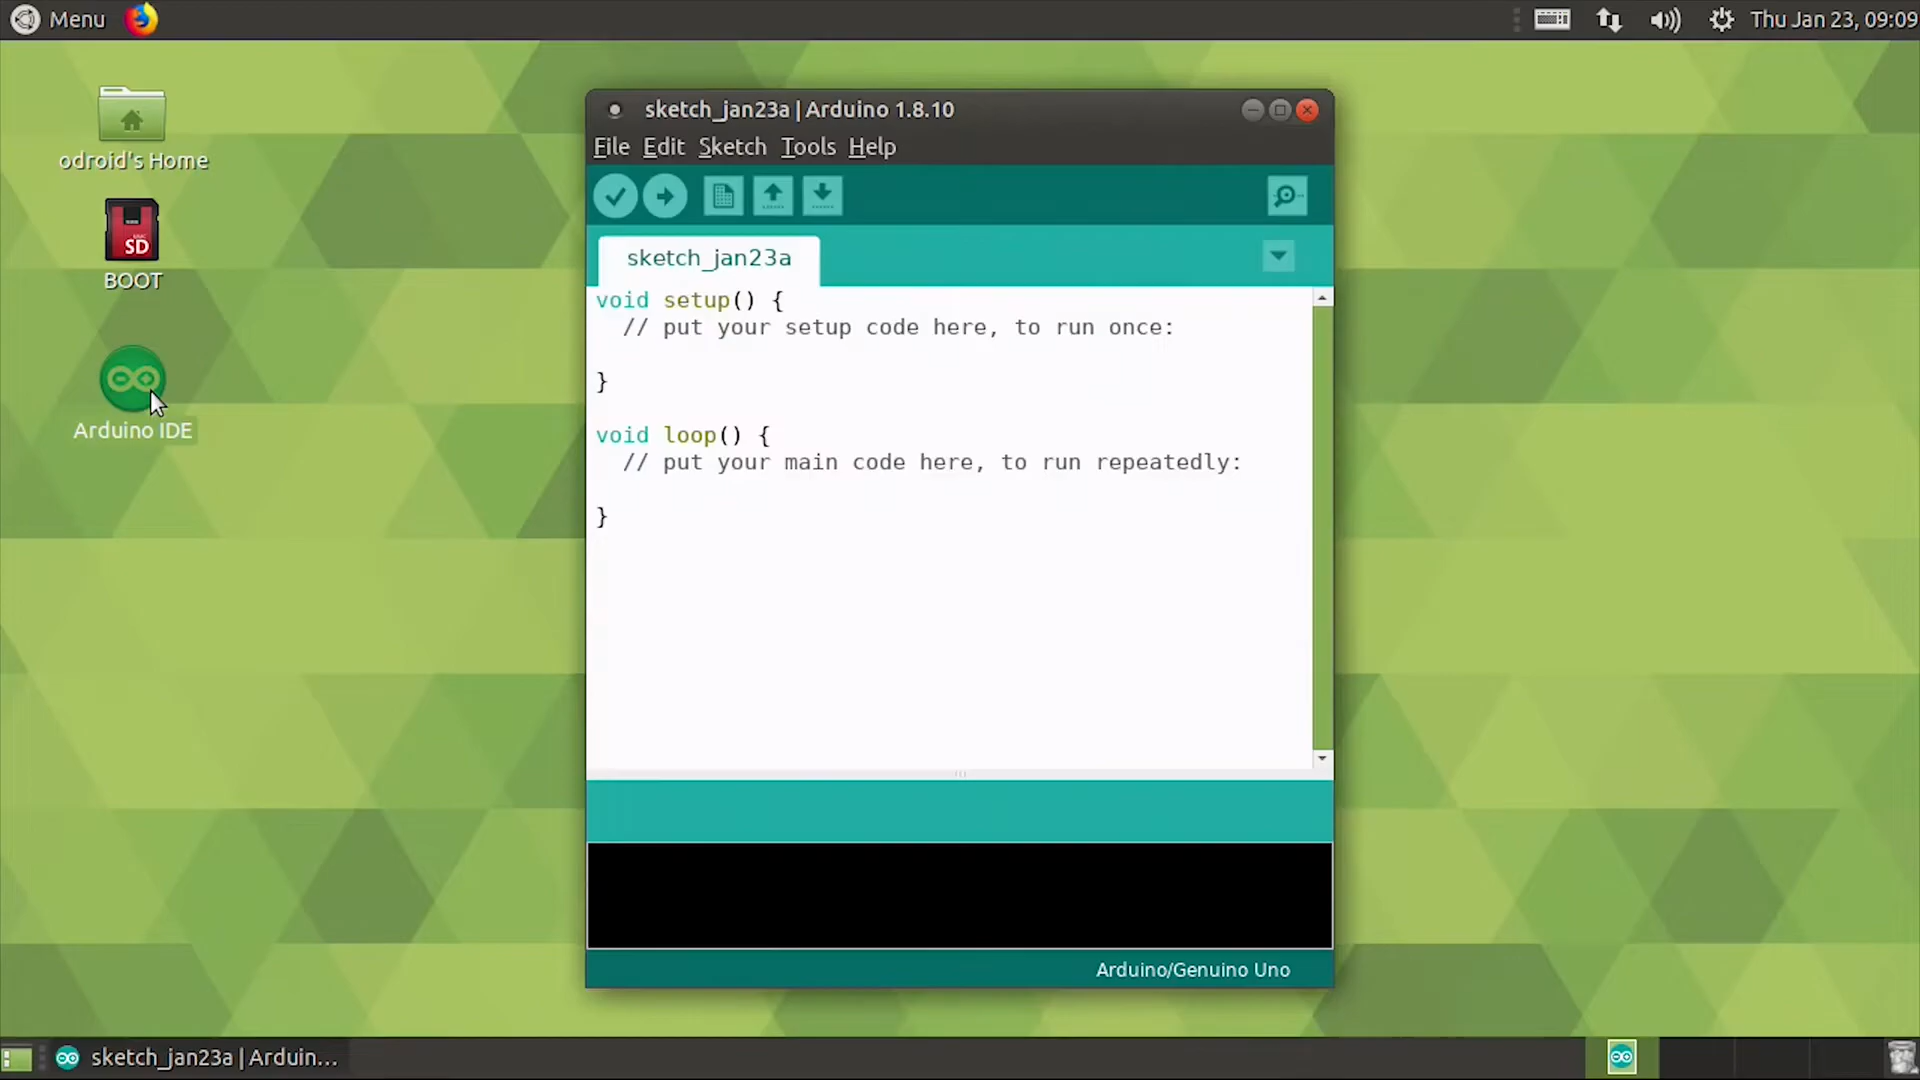 Menu
Thu Jan 23, 09:09
odroid's Home
SD
BOOT
Arduino IDE
sketch_jan23a | Arduino 1.8.10
File Edit Sketch Tools Help
sketch_jan23a
void setup() {
// put your setup code here, to run once:
}
void loop() {
// put your main code here, to run repeatedly:
}
Arduino/Genuino Uno
sketch_jan23a | Arduin...